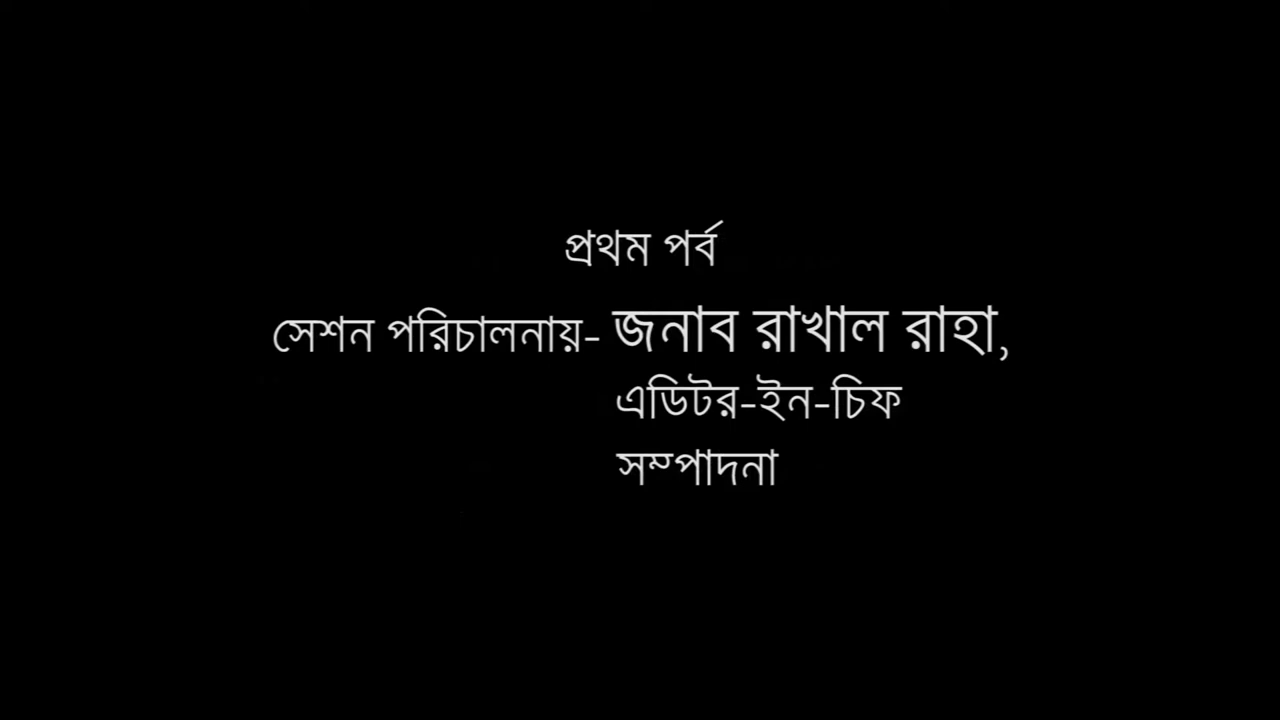 প্রথম পর্ব
সেশন পরিচালনায়- জনাব রাখাল রাহা,
এডিটর-ইন-চিফ
সম্পাদনা